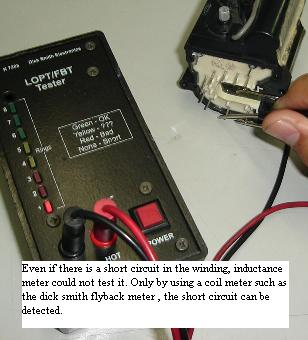 K 7205 Dick Smith Electronics
LOPT/FBT
Tester
Green - OK
Yellow - ???
Red - Bad
None - Short
Rings
7
6
5
4
3
2
1
HOT
POWER
Even if there is a short circuit in the winding, inductance
meter could not test it. Only by using a coil meter such as
the dick smith flyback meter , the short circuit can be
detected.